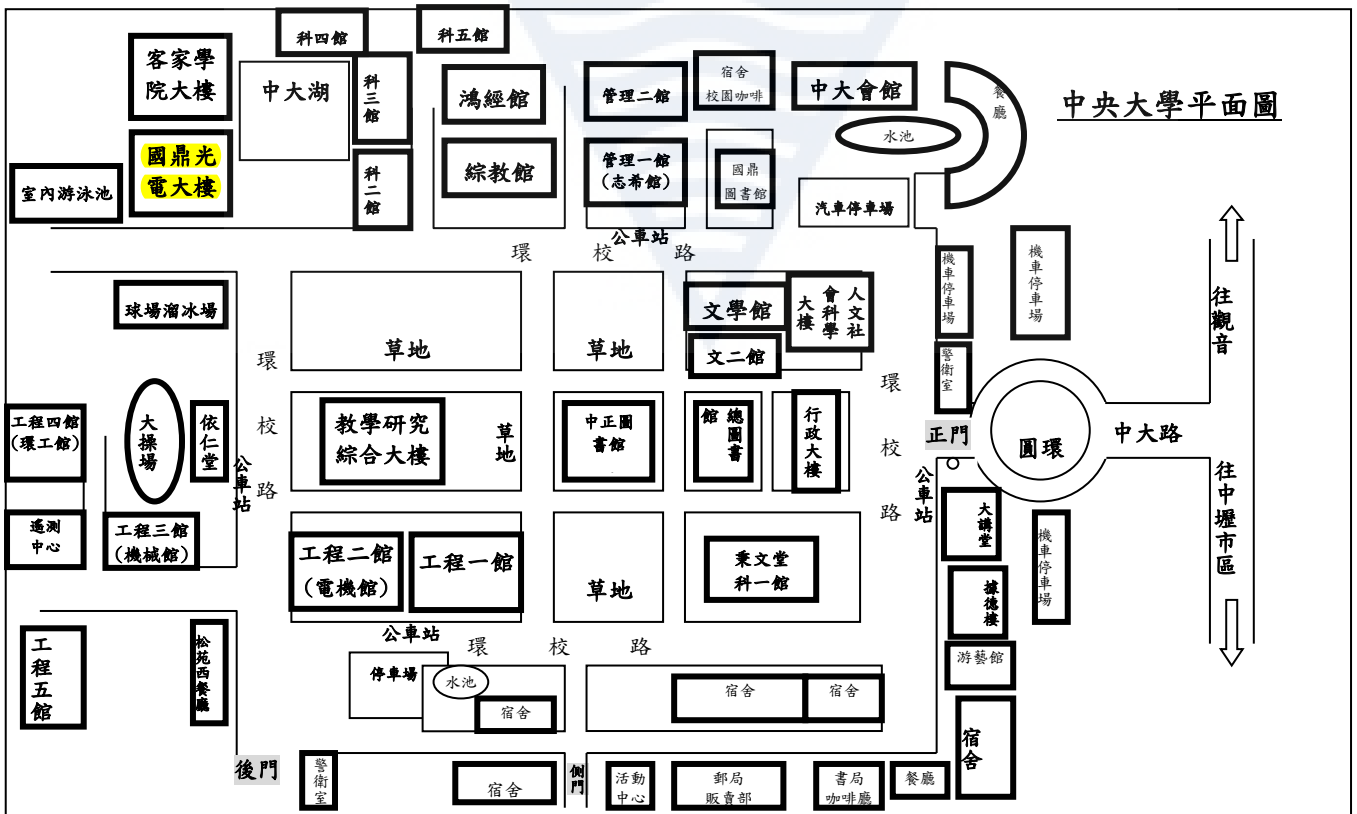 中央大學平面圖
科四館
科五館
客家學
院大樓
中大湖
科三館
鴻經館
管理二館
宿舍
校園咖啡
中大會館
餐廳
水池
國鼎光
電大樓
室內游泳池
科二館
綜教館
管理一館
(志希館)
國鼎
圖書館
汽車停車場
公車站
環 校 路
球場溜冰場
草地
草地
文學館
人文社
會科學
大樓
文二館
機車停車場
機車停車場
往觀音
警衛室
環校路
環校路
工程四館
(環工館)
大操場
依仁堂
公車站
教學研究
綜合大樓
草地
中正圖
書館
總圖書
館
行政大樓
正門
圓環
中大路
公車站
往中壢市區
遙測
中心
工程三館
(機械館)
工程二館
(電機館)
工程一館
草地
秉文堂
科一館
大講堂
機車停車場
據德樓
公車站
環 校 路
工程五館
松苑西餐廳
停車場
水池
宿舍
宿舍
宿舍
游藝館
宿舍
後門
警衛室
宿舍
側門
活動
中心
郵局
販賣部
書局
咖啡廳
餐廳